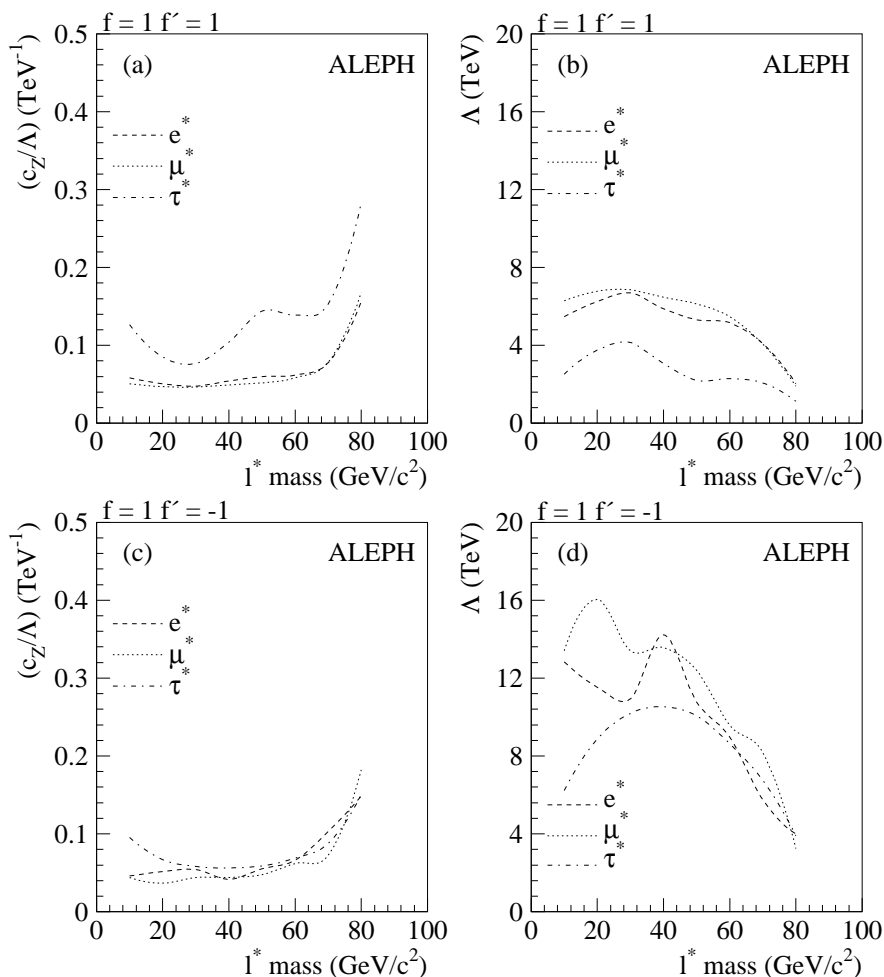 f = 1 f´ = 1
(c_Z/Λ) (TeV⁻¹)
0.5
0.4
0.3
0.2
0.1
0
(a)
ALEPH
e*
μ*
τ*
0 20 40 60 80 100
l* mass (GeV/c²)
f = 1 f´ = 1
Λ (TeV)
20
16
12
8
4
0
(b)
ALEPH
e*
μ*
τ*
0 20 40 60 80 100
l* mass (GeV/c²)
f = 1 f´ = -1
(c_Z/Λ) (TeV⁻¹)
0.5
0.4
0.3
0.2
0.1
0
(c)
ALEPH
e*
μ*
τ*
0 20 40 60 80 100
l* mass (GeV/c²)
f = 1 f´ = -1
Λ (TeV)
20
16
12
8
4
0
(d)
ALEPH
e*
μ*
τ*
0 20 40 60 80 100
l* mass (GeV/c²)